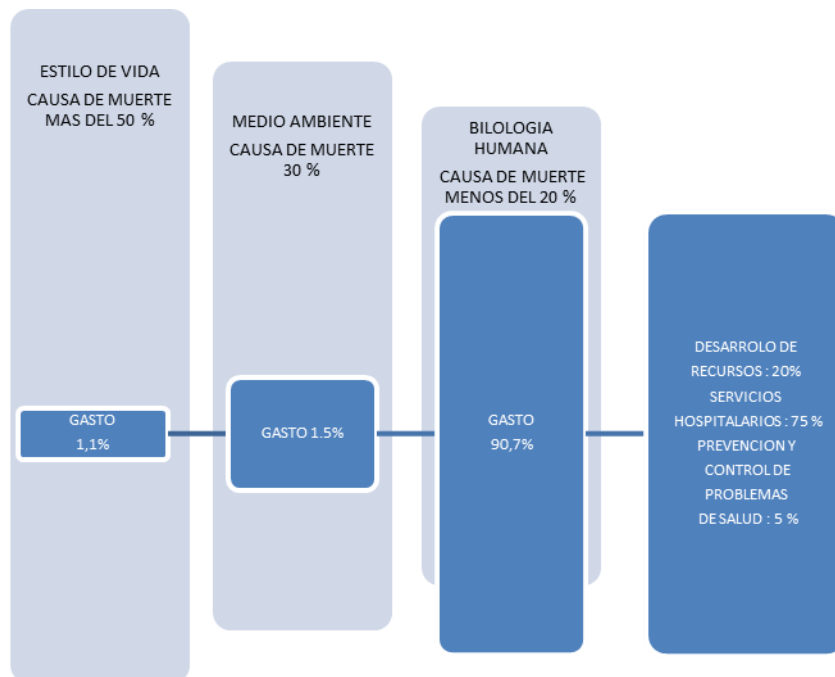 ESTILO DE VIDA
CAUSA DE MUERTE
MAS DEL 50 %
GASTO
1,1%
MEDIO AMBIENTE
CAUSA DE MUERTE
30 %
GASTO 1.5%
BILOLOGIA
HUMANA
CAUSA DE MUERTE
MENOS DEL 20 %
GASTO
90,7%
DESARROLO DE
RECURSOS : 20%
SERVICIOS
HOSPITALARIOS : 75 %
PREVENCION Y
CONTROL DE
PROBLEMAS
DE SALUD : 5 %